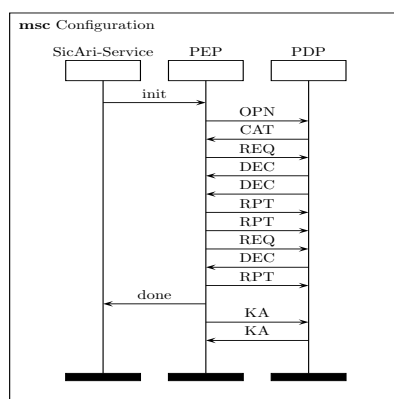 msc Configuration
SicAri-Service PEP PDP
init
OPN
CAT
REQ
DEC
DEC
RPT
RPT
REQ
DEC
RPT
done
KA
KA